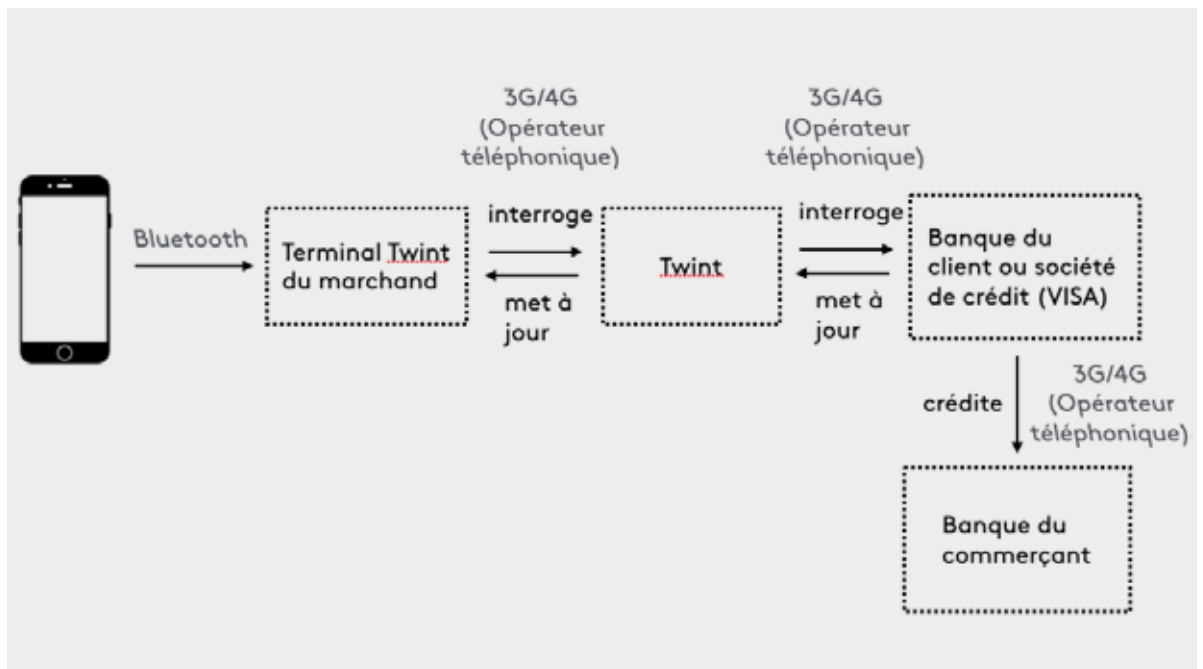 3G/4G
(Opérateur
téléphonique)
3G/4G
(Opérateur
téléphonique)
Bluetooth
Terminal Twint
du marchand
interroge
met à
jour
Twint
interroge
met à
jour
Banque du
client ou société
de crédit (VISA)
crédite
3G/4G
(Opérateur
téléphonique)
Banque du
commerçant